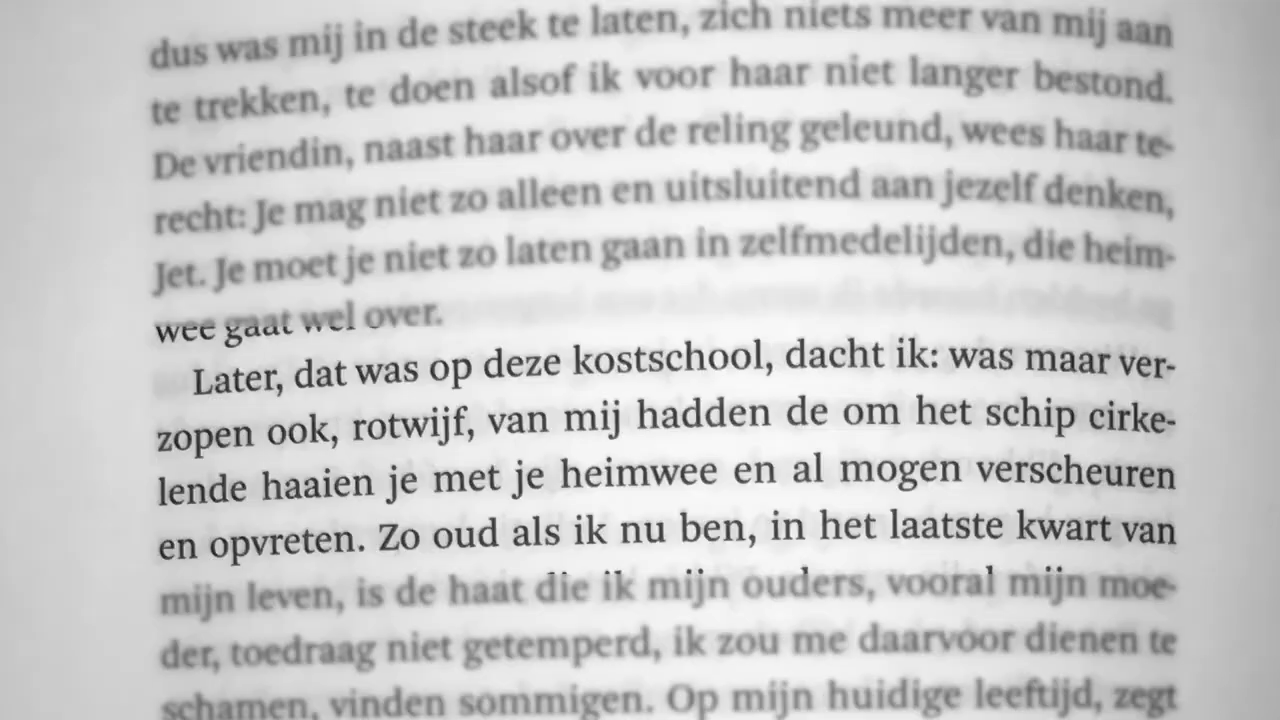 dus was mij in de steek te laten, zich niets meer van mij aan
te trekken, te doen alsof ik voor haar niet langer bestond.
De vriendin, naast haar over de reling geleund, wees haar te-
recht: Je mag niet zo alleen en uitsluitend aan jezelf denken,
Jet. Je moet je niet zo laten gaan in zelfmedelijden, die heim-
wee gaat wel over.
Later, dat was op deze kostschool, dacht ik: was maar ver-
zopen ook, rotwijf, van mij hadden de om het schip cirke-
lende haaien je met je heimwee en al mogen verscheuren
en opvreten. Zo oud als ik nu ben, in het laatste kwart van
mijn leven, is de haat die ik mijn ouders, vooral mijn moe-
der, toedraag niet getemperd, ik zou me daarvoor dienen te
schamen, vinden sommigen. Op mijn huidige leeftijd, zegt